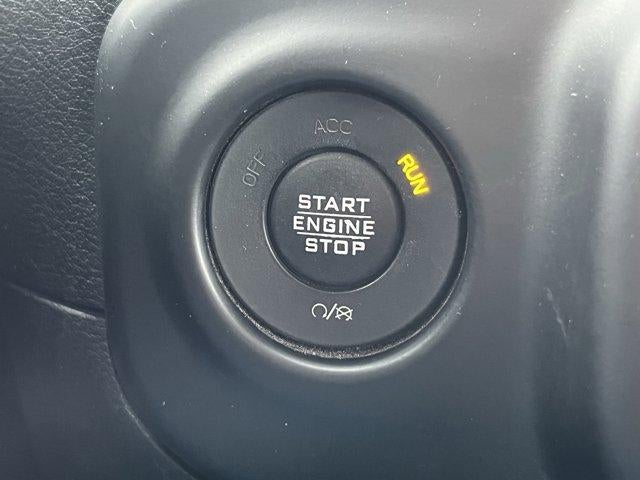 OFF
ACC
RUN
START
ENGINE
STOP